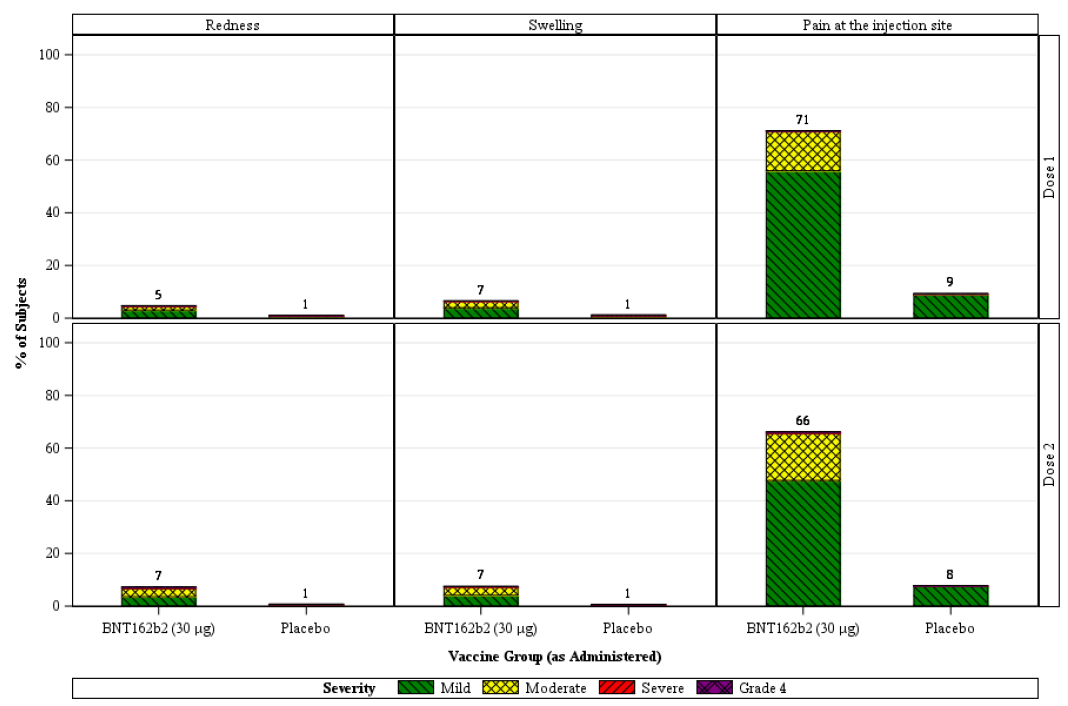 Redness Swelling Pain at the injection site
100
80
60
40
20
0
5 1 7 1 71 9
Dose 1
% of Subjects
100
80
60
40
20
0
7 1 7 1 66 8
Dose 2
BNT162b2 (30 µg) Placebo BNT162b2 (30 µg) Placebo BNT162b2 (30 µg) Placebo
Vaccine Group (as Administered)
Severity Mild Moderate Severe Grade 4